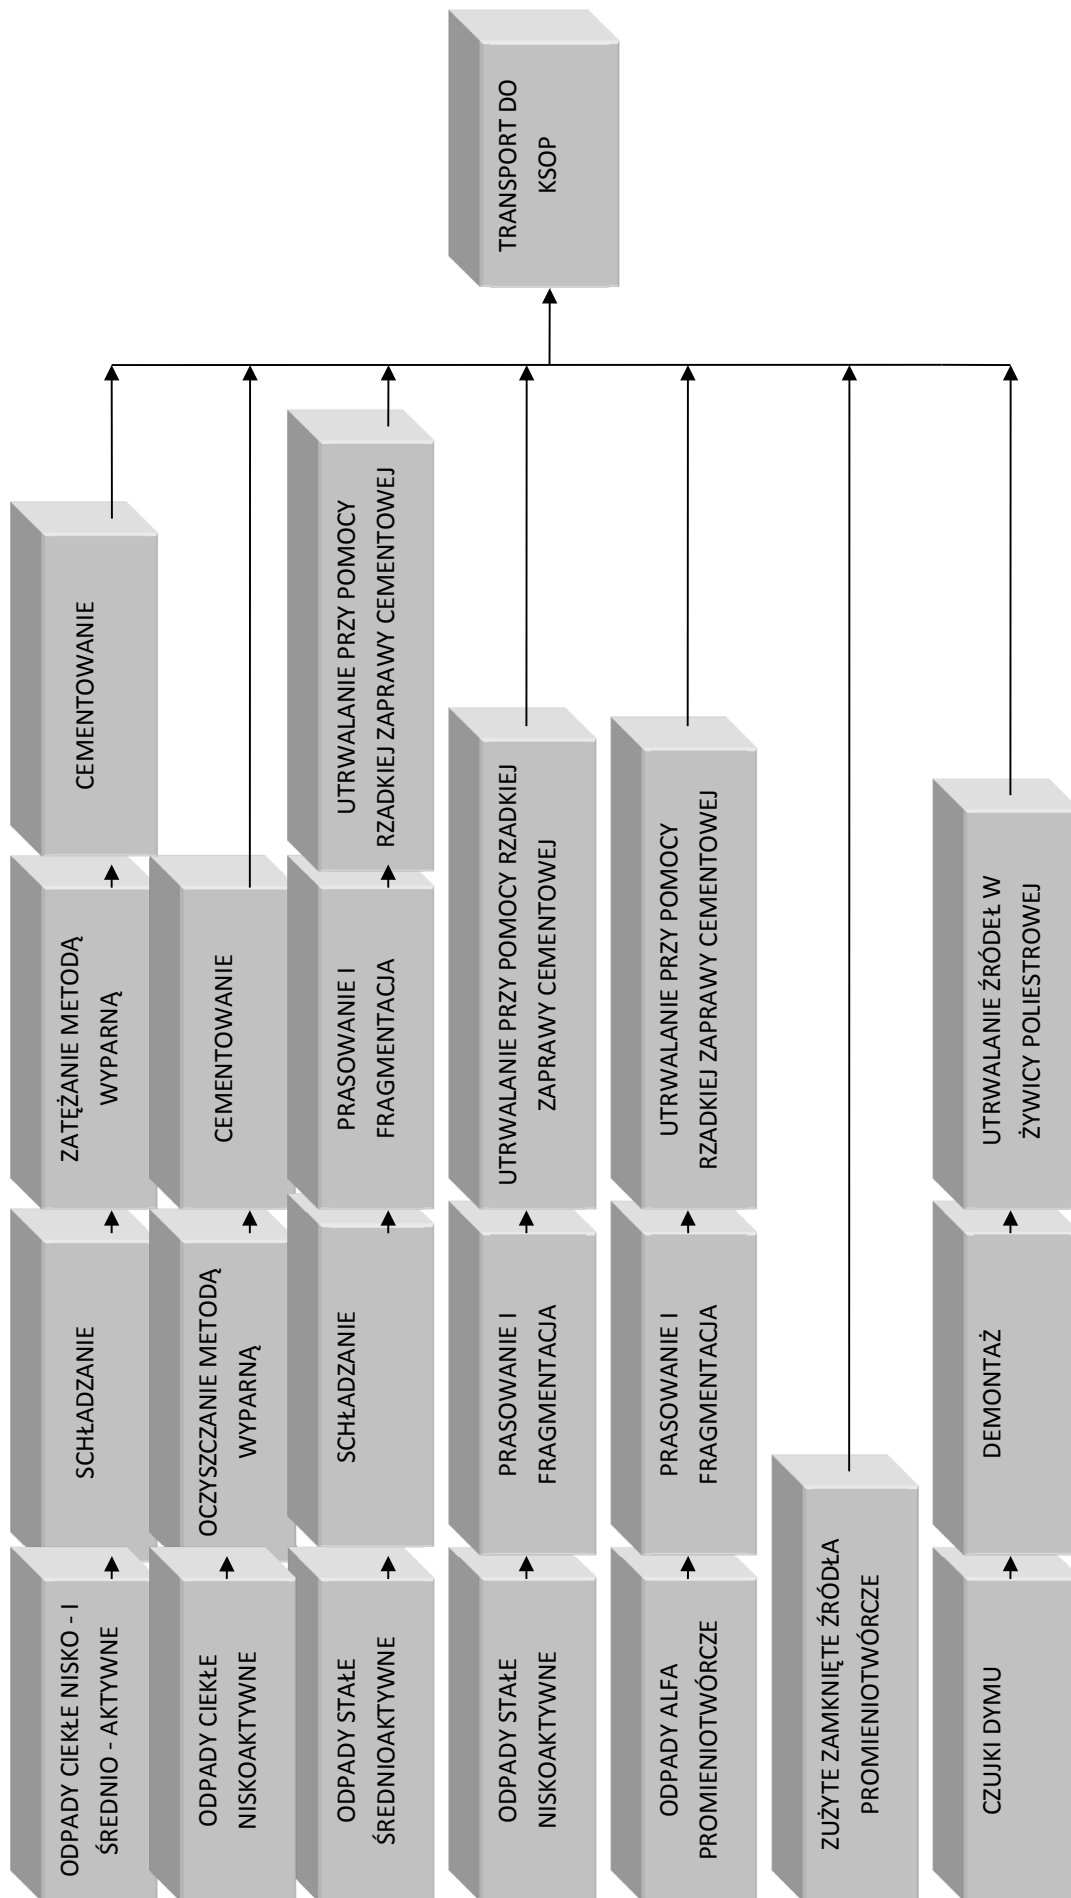 ODPADY CIEKŁE NISKO - I
ŚREDNIO - AKTYWNE
SCHŁADZANIE
ZATĘŻANIE METODĄ
WYPARNĄ
CEMENTOWANIE
ODPADY CIEKŁE
NISKOAKTYWNE
OCZYSZCZANIE METODĄ
WYPARNĄ
CEMENTOWANIE
ODPADY STAŁE
ŚREDNIOAKTYWNE
SCHŁADZANIE
PRASOWANIE I
FRAGMENTACJA
UTRWALANIE PRZY POMOCY
RZADKIEJ ZAPRAWY CEMENTOWEJ
ODPADY STAŁE
NISKOAKTYWNE
PRASOWANIE I
FRAGMENTACJA
UTRWALANIE PRZY POMOCY RZADKIEJ
ZAPRAWY CEMENTOWEJ
ODPADY ALFA
PROMIENIOTWÓRCZE
PRASOWANIE I
FRAGMENTACJA
UTRWALANIE PRZY POMOCY
RZADKIEJ ZAPRAWY CEMENTOWEJ
ZUŻYTE ZAMKNIĘTE ŹRÓDŁA
PROMIENIOTWÓRCZE
CZUJKI DYMU
DEMONTAŻ
UTRWALANIE ŹRÓDEŁ W
ŻYWICY POLIESTROWEJ
TRANSPORT DO
KSOP